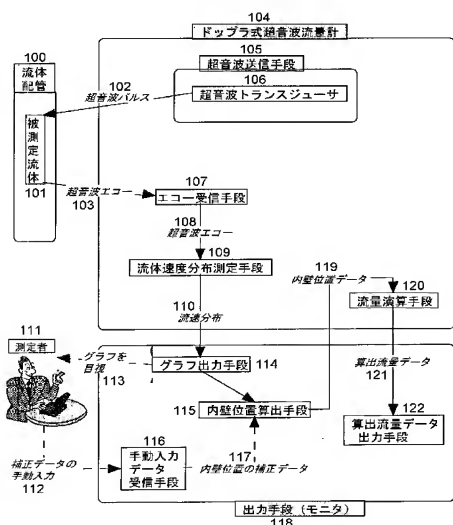 104
ドップラ式超音波流量計
105
超音波送信手段
106
超音波トランスジューサ
100
流体
配管
102
超音波パルス
被測定流体
101
超音波エコー
103
107
エコー受信手段
108
超音波エコー
109
流体速度分布測定手段
110
流速分布
119
内壁位置データ
120
流量演算手段
111
測定者
グラフを
目視
113
グラフ出力手段
114
115
内壁位置算出手段
算出流量データ
121
122
算出流量データ
出力手段
116
手動入力
データ
受信手段
117
内壁位置の補正データ
補正データの
手動入力
112
出力手段(モニタ)
118